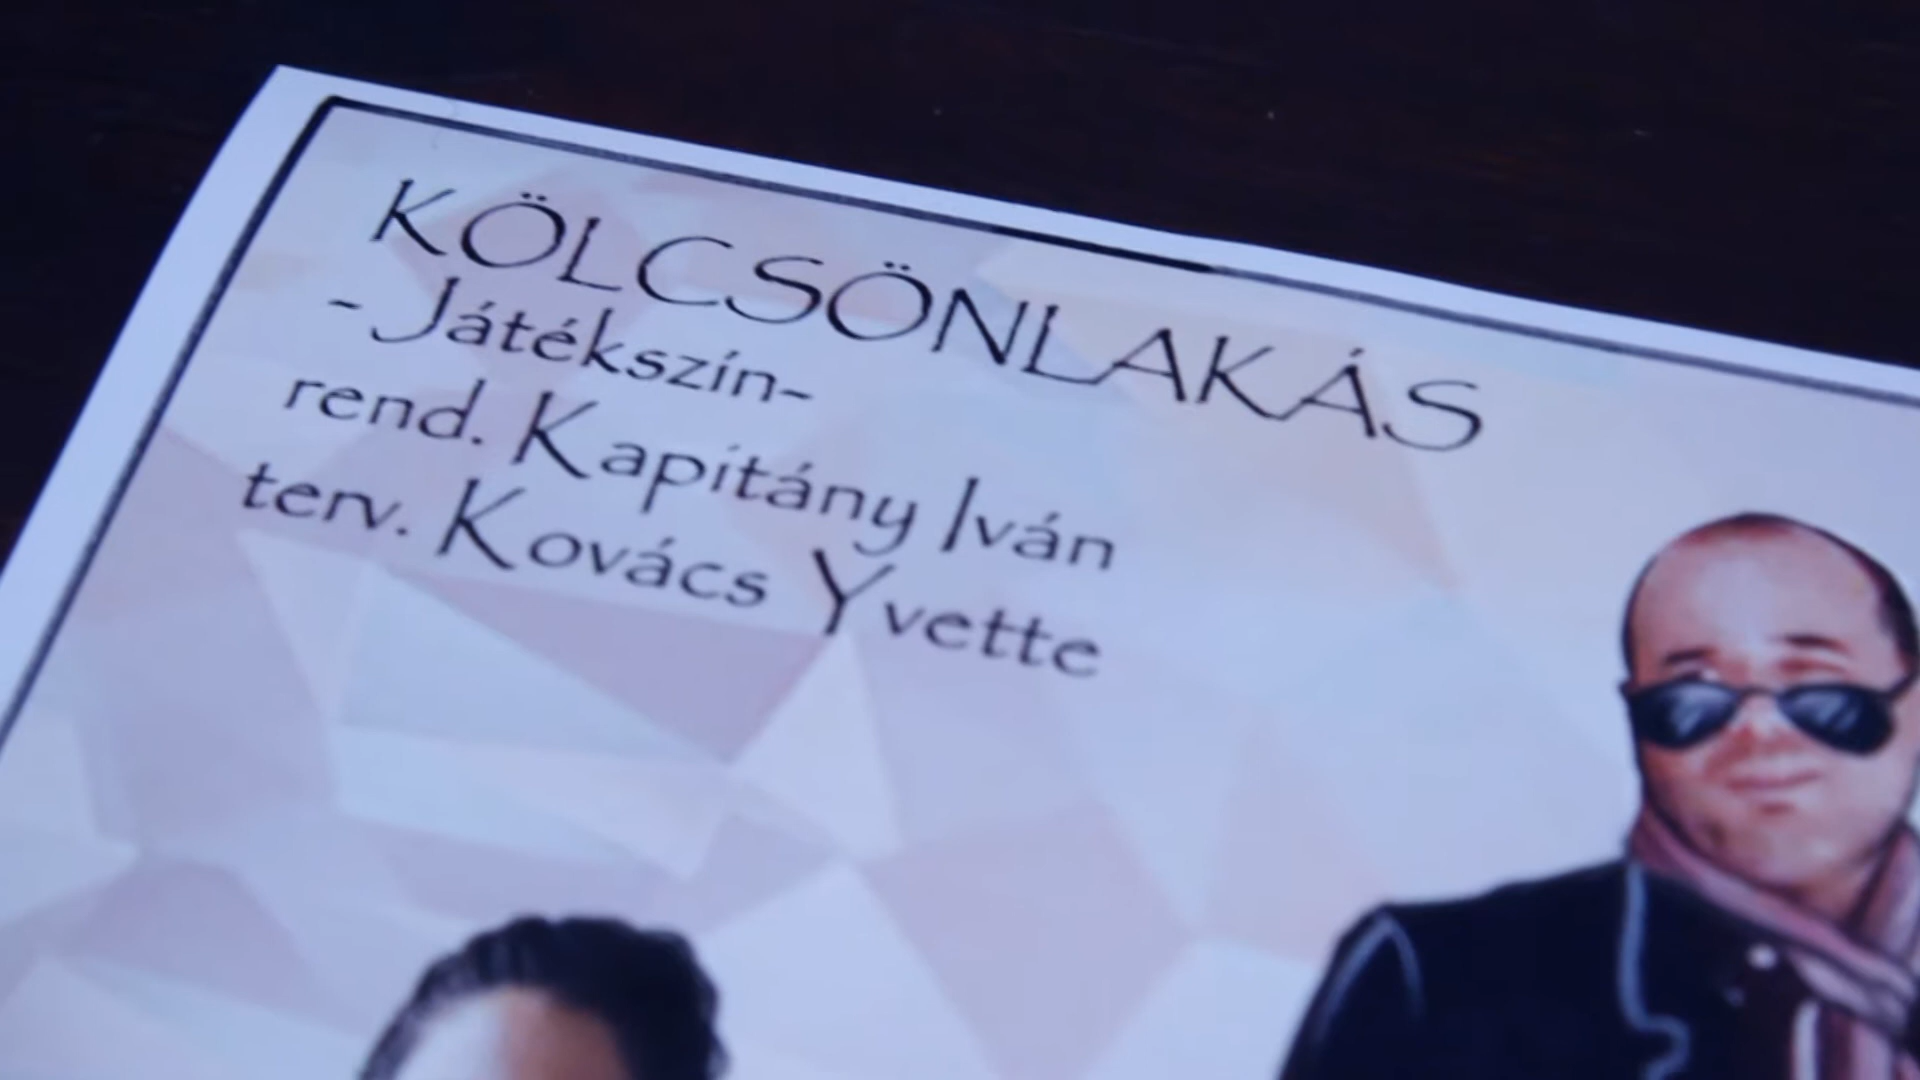 KÖLCSÖNLAKÁS
- Játékszín-
rend. Kapitány Iván
terv. Kovács Yvette